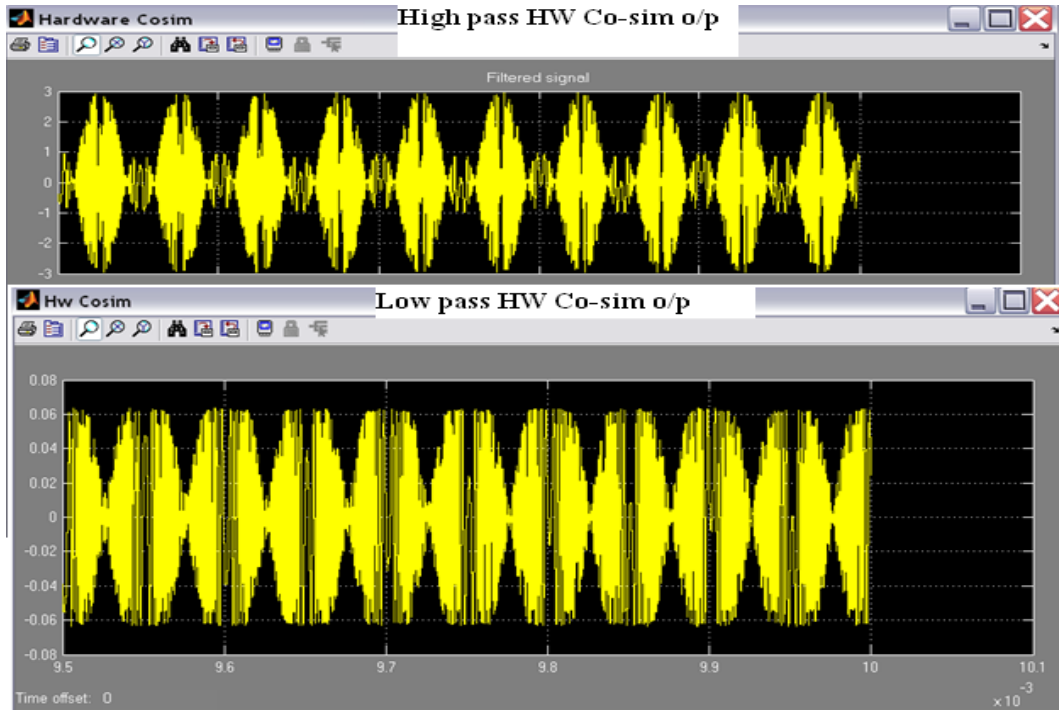 Hardware Cosim
High pass HW Co-sim o/p
Filtered signal
3
2
1
0
-1
-2
-3
Hw Cosim
Low pass HW Co-sim o/p
0.08
0.06
0.04
0.02
0
-0.02
-0.04
-0.06
-0.08
9.5 9.6 9.7 9.8 9.9 10 10.1
Time offset: 0
x 10
-3